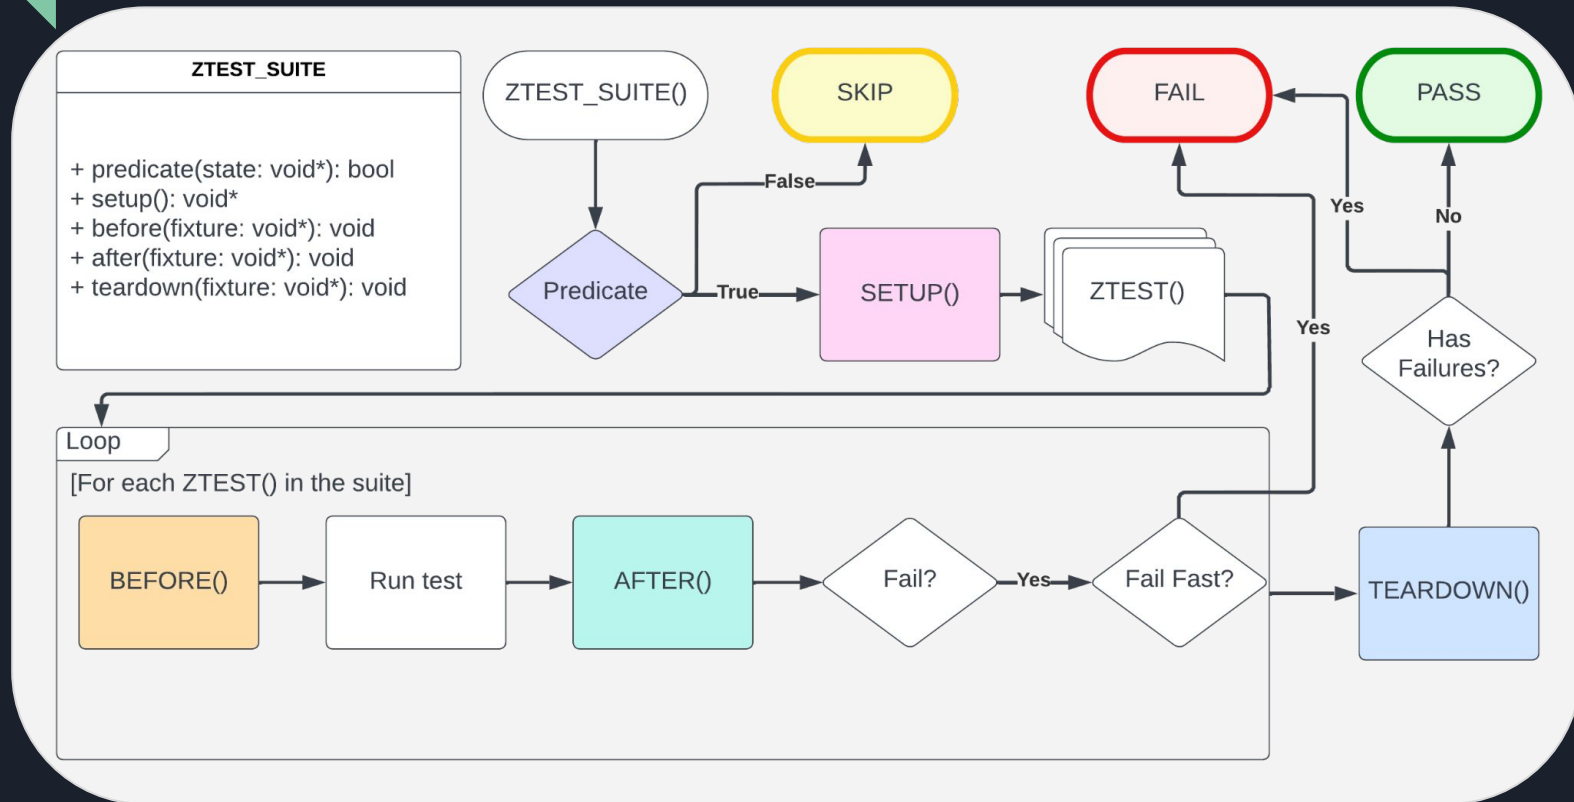 ZTEST_SUITE
+ predicate(state: void*): bool
+ setup(): void*
+ before(fixture: void*): void
+ after(fixture: void*): void
+ teardown(fixture: void*): void
ZTEST_SUITE()
SKIP
FAIL
PASS
False
Yes
No
Predicate
True
SETUP()
ZTEST()
Yes
Has
Failures?
Loop
[For each ZTEST() in the suite]
BEFORE()
Run test
AFTER()
Fail?
Yes
Fail Fast?
TEARDOWN()